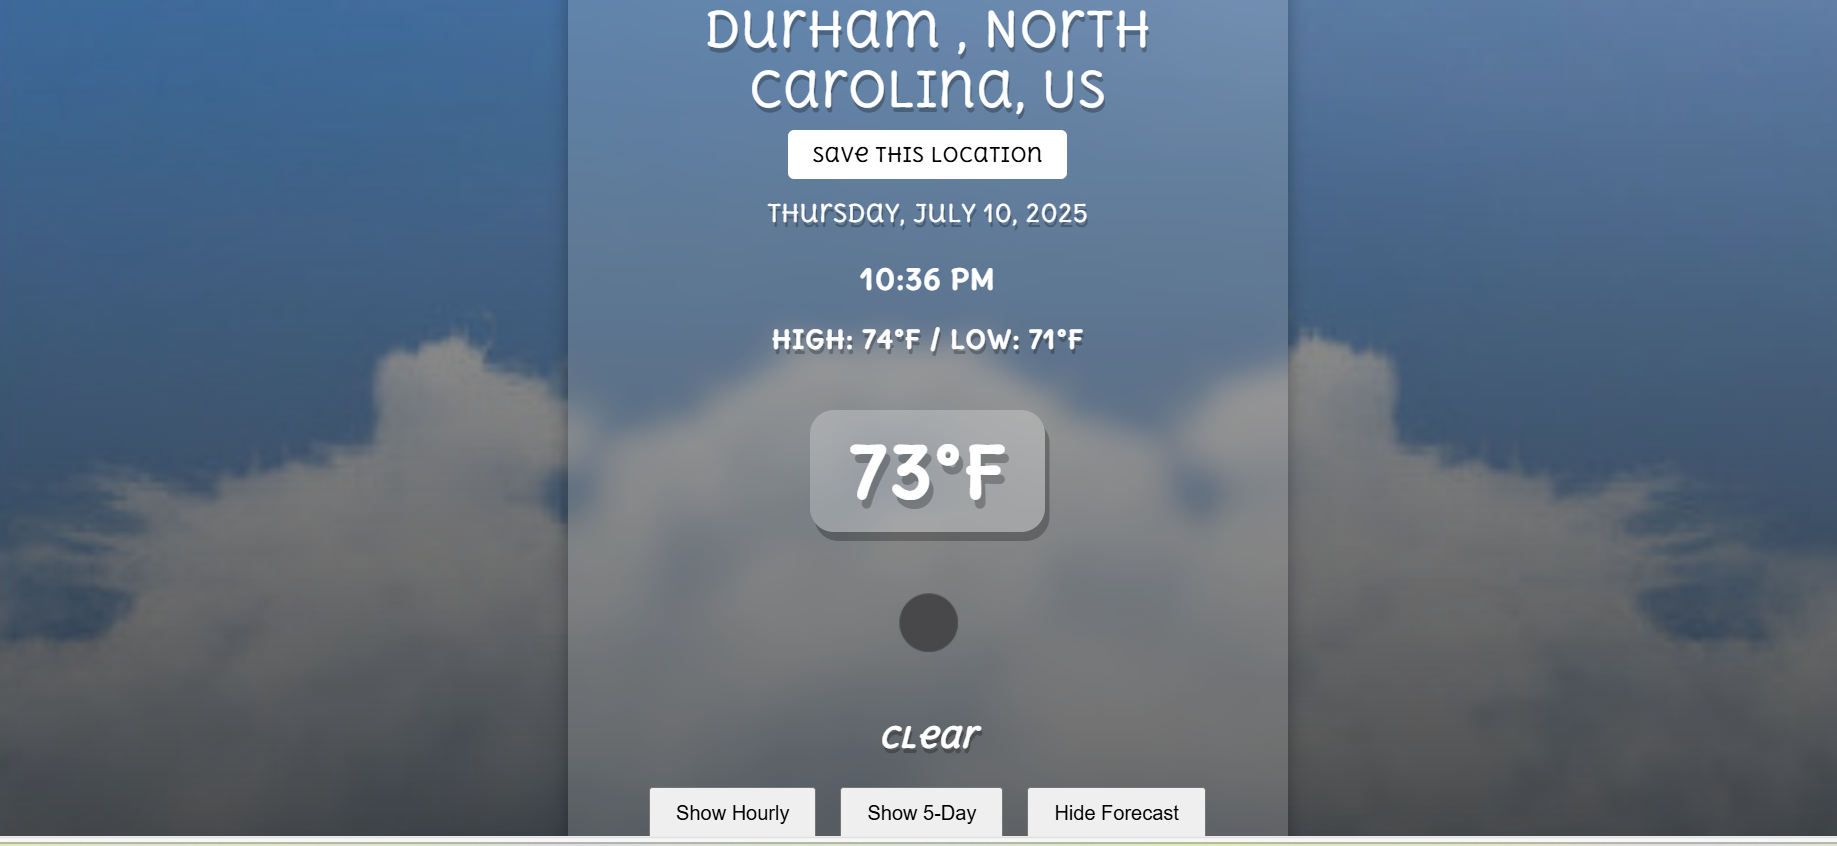 Durham , North
Carolina, US
Save This Location
Thursday, July 10, 2025
10:36 PM
High: 74°F / Low: 71°F
73°F
clear
Show Hourly
Show 5-Day
Hide Forecast